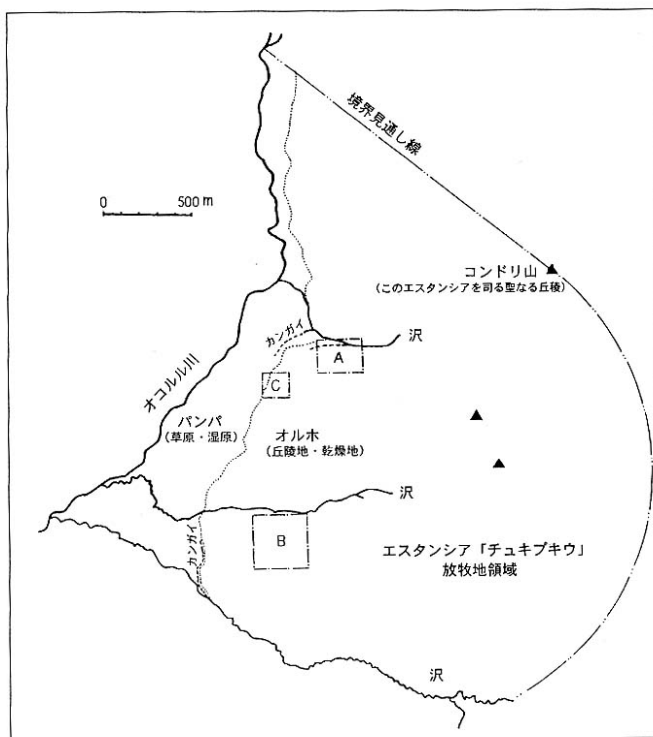 境界見通し線
0 500 m
コンドリ山
(このエスタンシアを司る聖なる丘稜)
カンガイ
沢
A
オコルル川
C
パンパ
(草原・湿原)
オルホ
(丘陵地・乾燥地)
沢
カンガイ
B
エスタンシア「チュキプキウ」
放牧地領域
沢